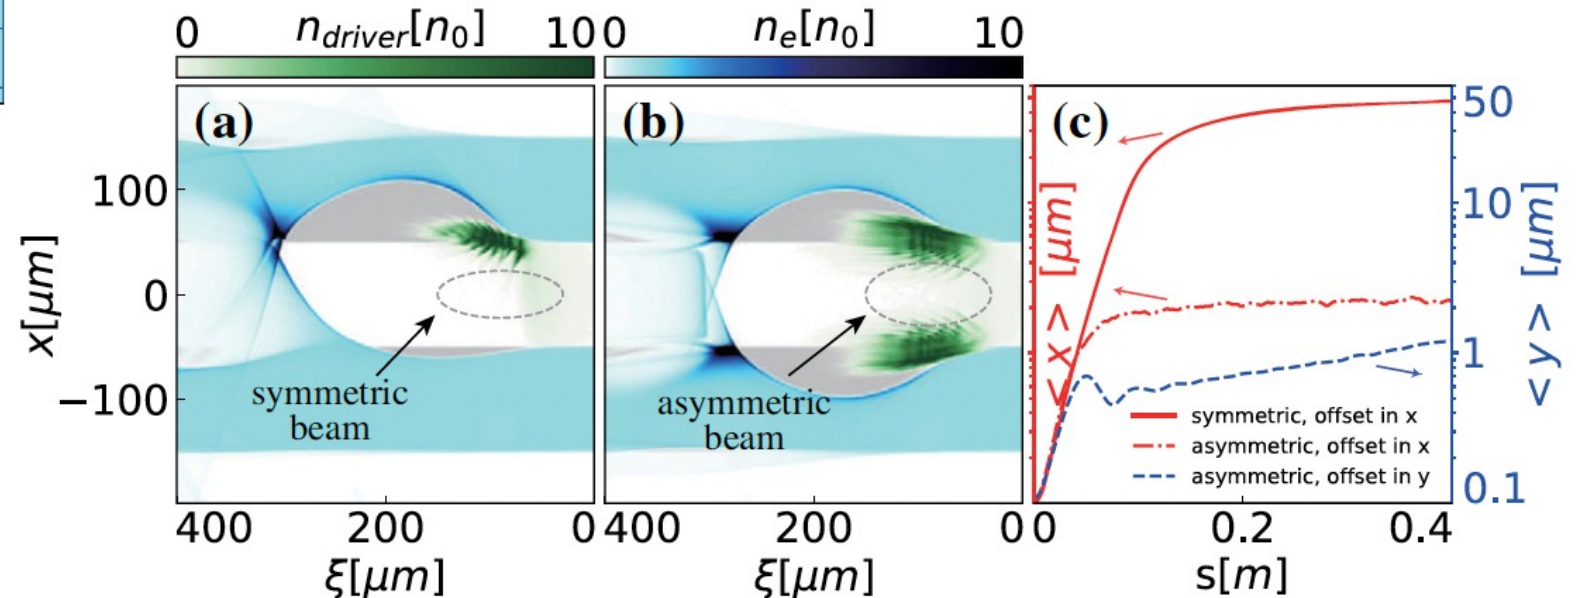 0 n_driver[n_0] 10
0 n_e[n_0] 10
(a)
(b)
(c)
x[μm]
100
0
−100
symmetric
beam
asymmetric
beam
400 200 0
ξ[μm]
400 200 0
ξ[μm]
< x > [μm]
50
10
1
0.1
< y > [μm]
symmetric, offset in x
asymmetric, offset in x
asymmetric, offset in y
0 0.2 0.4
s[m]